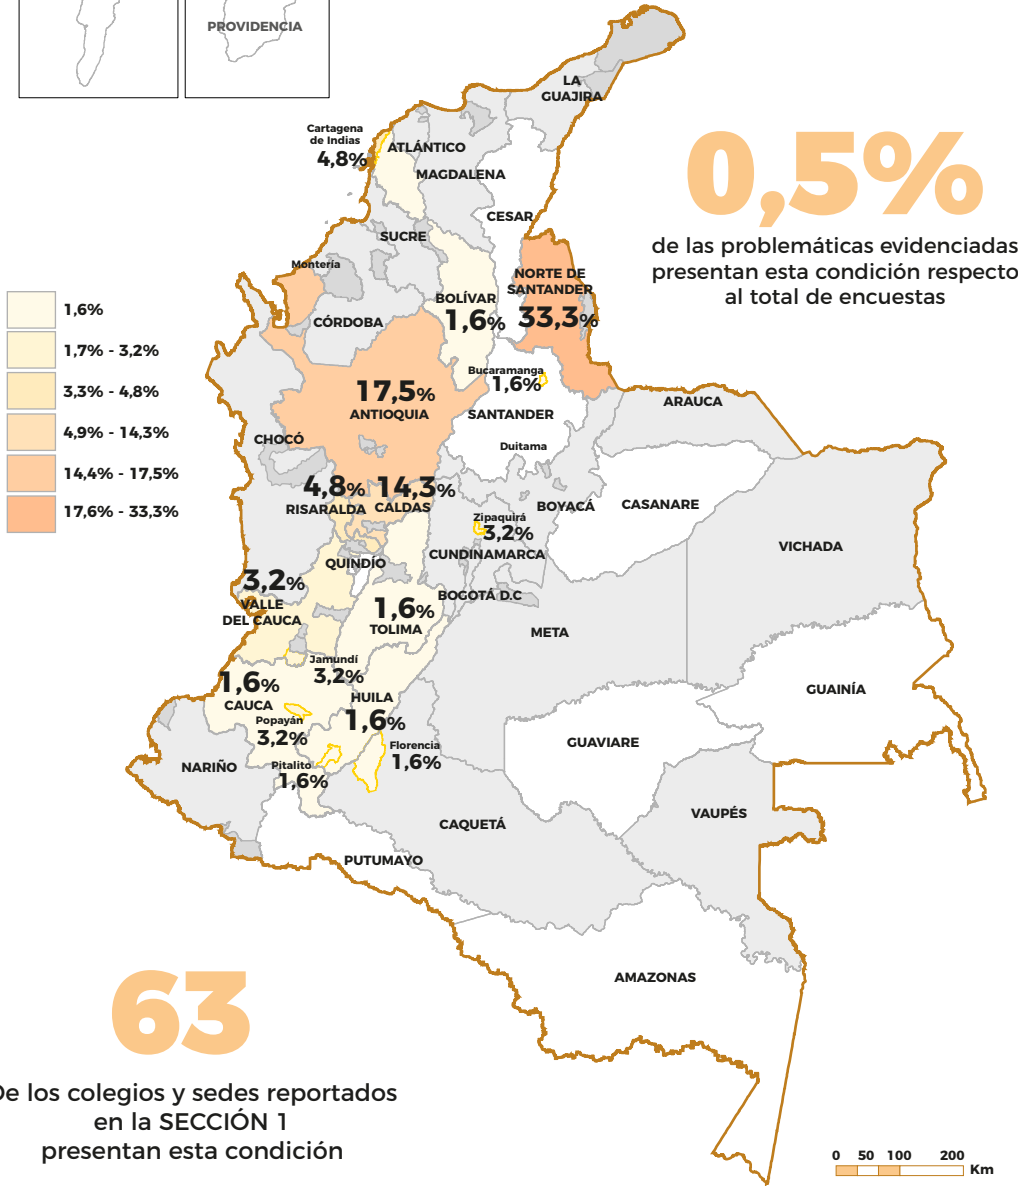 PROVIDENCIA
LA
GUAJIRA
Cartagena
de Indias
4,8%
ATLÁNTICO
MAGDALENA
0,5%
de las problemáticas evidenciadas
presentan esta condición respecto
al total de encuestas
CESAR
SUCRE
Montería
NORTE DE
SANTANDER
33,3%
BOLÍVAR
1,6%
CÓRDOBA
1,6%
1,7% - 3,2%
3,3% - 4,8%
4,9% - 14,3%
14,4% - 17,5%
17,6% - 33,3%
Bucaramanga
1,6%
17,5%
ANTIOQUIA
SANTANDER
ARAUCA
CHOCÓ
Duitama
4,8%
RISARALDA
14,3%
CALDAS
BOYACÁ
CASANARE
Zipaquirá
3,2%
CUNDINAMARCA
VICHADA
QUINDÍO
3,2%
VALLE
DEL CAUCA
BOGOTÁ D.C
1,6%
TOLIMA
META
Jamundí
3,2%
1,6%
CAUCA
HUILA
1,6%
GUAINÍA
Popayán
3,2%
Florencia
1,6%
GUAVIARE
NARIÑO
Pitalito
1,6%
VAUPÉS
CAQUETÁ
PUTUMAYO
AMAZONAS
63
De los colegios y sedes reportados
en la SECCIÓN 1
presentan esta condición
0 50 100 200
Km